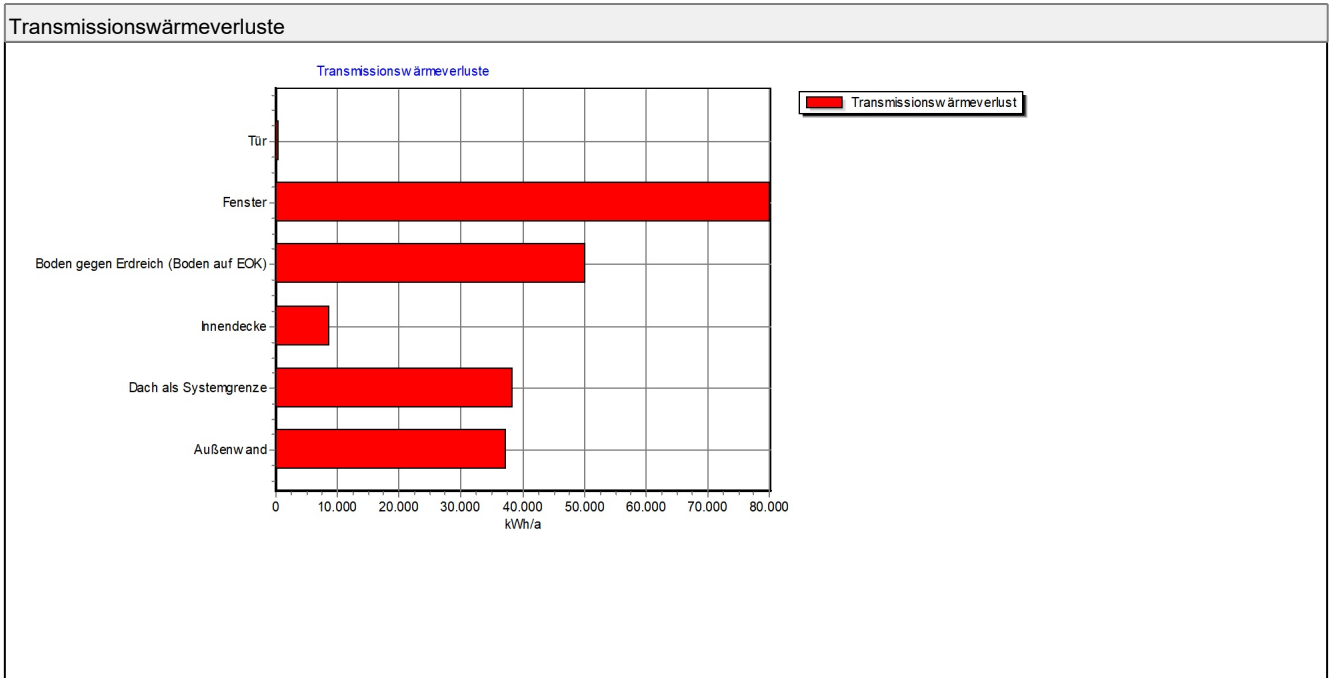 Transmissionswärmeverluste
Transmissionswärmeverluste
Transmissionswärmeverlust
Tür
Fenster
Boden gegen Erdreich (Boden auf EOK)
Innendecke
Dach als Systemgrenze
Außenwand
0 10.000 20.000 30.000 40.000 50.000 60.000 70.000 80.000
kWh/a